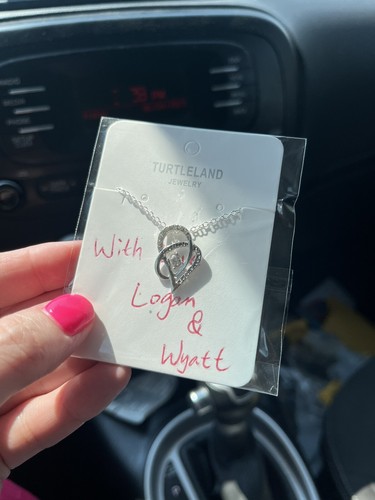 TURTLELAND
JEWELRY
With
Logan
&
Wyatt